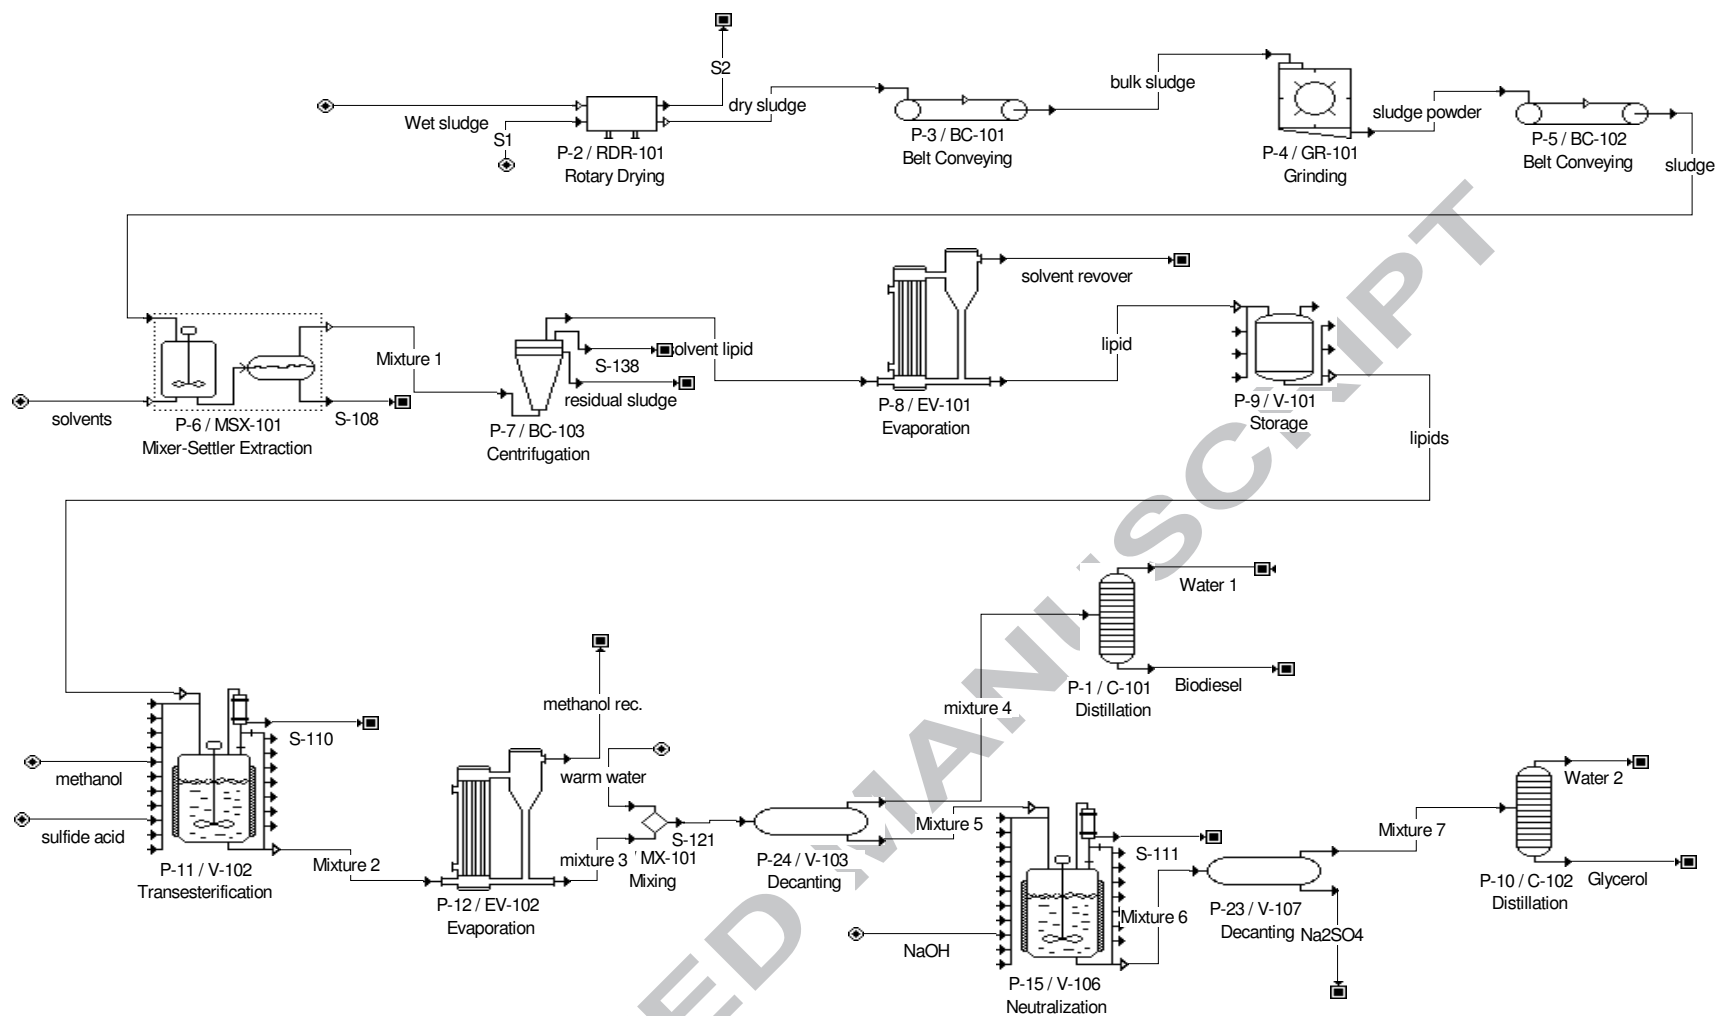 S2
Wet sludge
S1
dry sludge
P-2 / RDR-101
Rotary Drying
P-3 / BC-101
Belt Conveying
bulk sludge
P-4 / GR-101
Grinding
sludge powder
P-5 / BC-102
Belt Conveying
sludge
solvents
P-6 / MSX-101
Mixer-Settler Extraction
Mixture 1
S-108
P-7 / BC-103
Centrifugation
S-138
residual sludge
solvent lipid
P-8 / EV-101
Evaporation
solvent revover
lipid
P-9 / V-101
Storage
lipids
methanol
sulfide acid
S-110
P-11 / V-102
Transesterification
Mixture 2
P-12 / EV-102
Evaporation
methanol rec.
warm water
mixture 3
MX-101
Mixing
S-121
P-24 / V-103
Decanting
mixture 4
Mixture 5
P-1 / C-101
Distillation
Water 1
Biodiesel
NaOH
S-111
P-15 / V-106
Neutralization
Mixture 6
P-23 / V-107
Decanting
Na2SO4
Mixture 7
P-10 / C-102
Distillation
Water 2
Glycerol
ED MANUSCRIPT